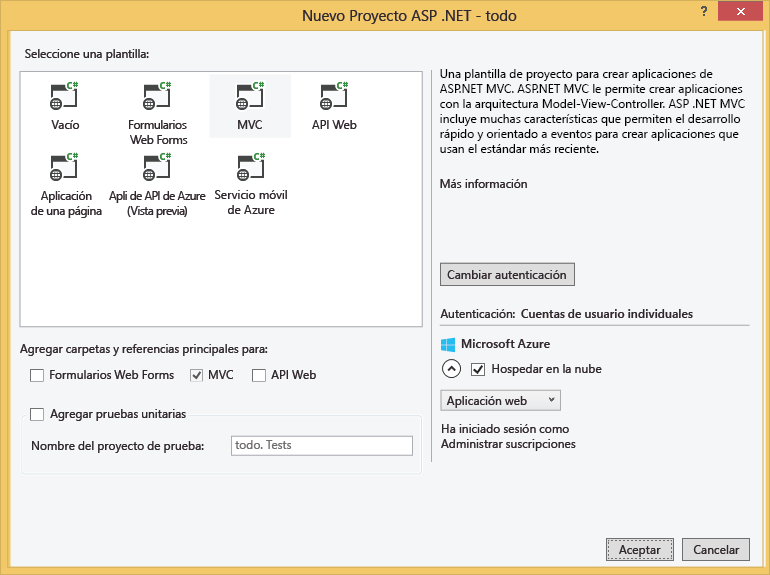 Nuevo Proyecto ASP .NET - todo
?
Seleccione una plantilla:
C#
C#
C#
C#
Vacío
Formularios
Web Forms
MVC
API Web
C#
C#
C#
Aplicación
de una página
Apli de API de Azure
(Vista previa)
Servicio móvil
de Azure
Una plantilla de proyecto para crear aplicaciones de
ASP.NET MVC. ASP.NET MVC le permite crear aplicaciones
con la arquitectura Model-View-Controller. ASP .NET MVC
incluye muchas características que permiten el desarrollo
rápido y orientado a eventos para crear aplicaciones que
usan el estándar más reciente.
Más información
Cambiar autenticación
Autenticación: Cuentas de usuario individuales
Microsoft Azure
Hospedar en la nube
Aplicación web
Ha iniciado sesión como
Administrar suscripciones
Agregar carpetas y referencias principales para:
Formularios Web Forms MVC API Web
Agregar pruebas unitarias
Nombre del proyecto de prueba: todo. Tests
Aceptar Cancelar